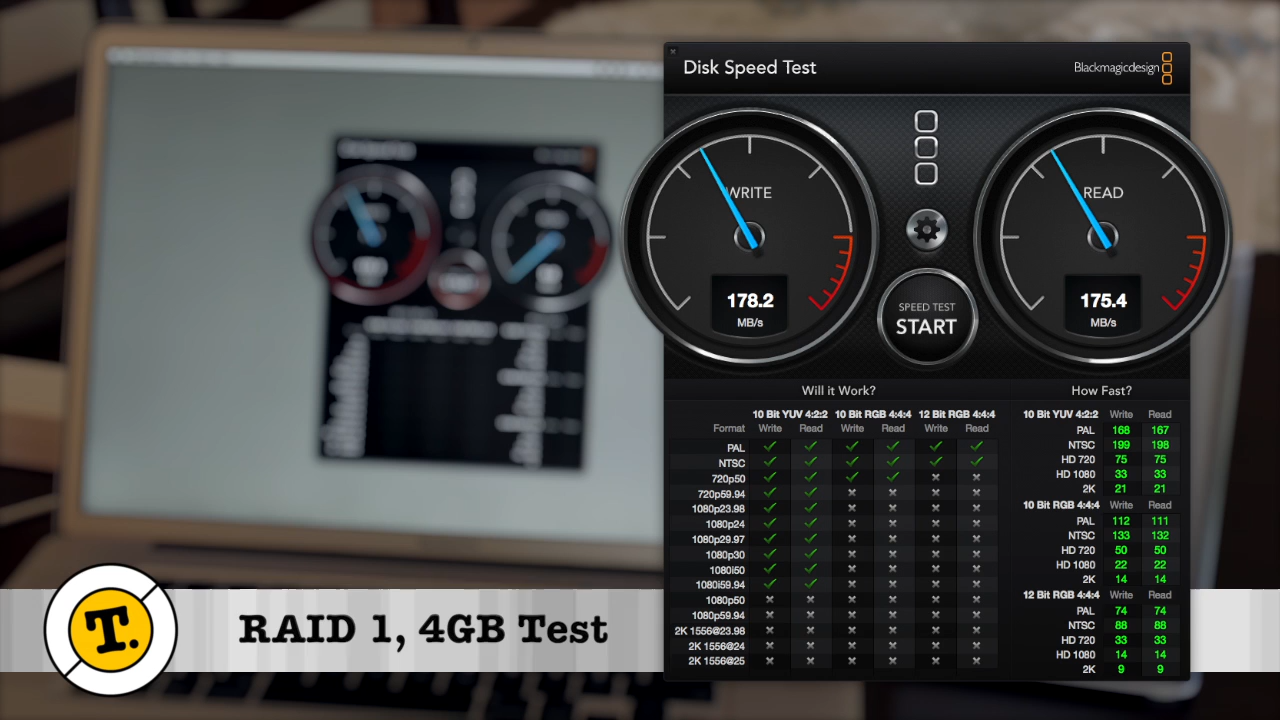 Disk Speed Test
Blackmagicdesign
WRITE
178.2
MB/s
READ
175.4
MB/s
SPEED TEST
START
Will it Work?
10 Bit YUV 4:2:2 10 Bit RGB 4:4:4 12 Bit RGB 4:4:4
Format Write Read Write Read Write Read
PAL ✓ ✓ ✓ ✓ ✓ ✓
NTSC ✓ ✓ ✓ ✓ ✓ ✓
720p50 ✓ ✓ ✓ ✓ ✗ ✗
720p59.94 ✓ ✓ ✗ ✗ ✗ ✗
1080p23.98 ✓ ✓ ✗ ✗ ✗ ✗
1080p24 ✓ ✓ ✗ ✗ ✗ ✗
1080p29.97 ✓ ✓ ✗ ✗ ✗ ✗
1080p30 ✓ ✓ ✗ ✗ ✗ ✗
1080i50 ✓ ✓ ✗ ✗ ✗ ✗
1080i59.94 ✓ ✓ ✗ ✗ ✗ ✗
1080p50 ✗ ✗ ✗ ✗ ✗ ✗
1080p59.94 ✗ ✗ ✗ ✗ ✗ ✗
2K 1556@23.98 ✗ ✗ ✗ ✗ ✗ ✗
2K 1556@24 ✗ ✗ ✗ ✗ ✗ ✗
2K 1556@25 ✗ ✗ ✗ ✗ ✗ ✗
How Fast?
10 Bit YUV 4:2:2 Write Read
PAL 168 167
NTSC 199 198
HD 720 75 75
HD 1080 33 33
2K 21 21
10 Bit RGB 4:4:4 Write Read
PAL 112 111
NTSC 133 132
HD 720 50 50
HD 1080 22 22
2K 14 14
12 Bit RGB 4:4:4 Write Read
PAL 74 74
NTSC 88 88
HD 720 33 33
HD 1080 14 14
2K 9 9
T.
RAID 1, 4GB Test